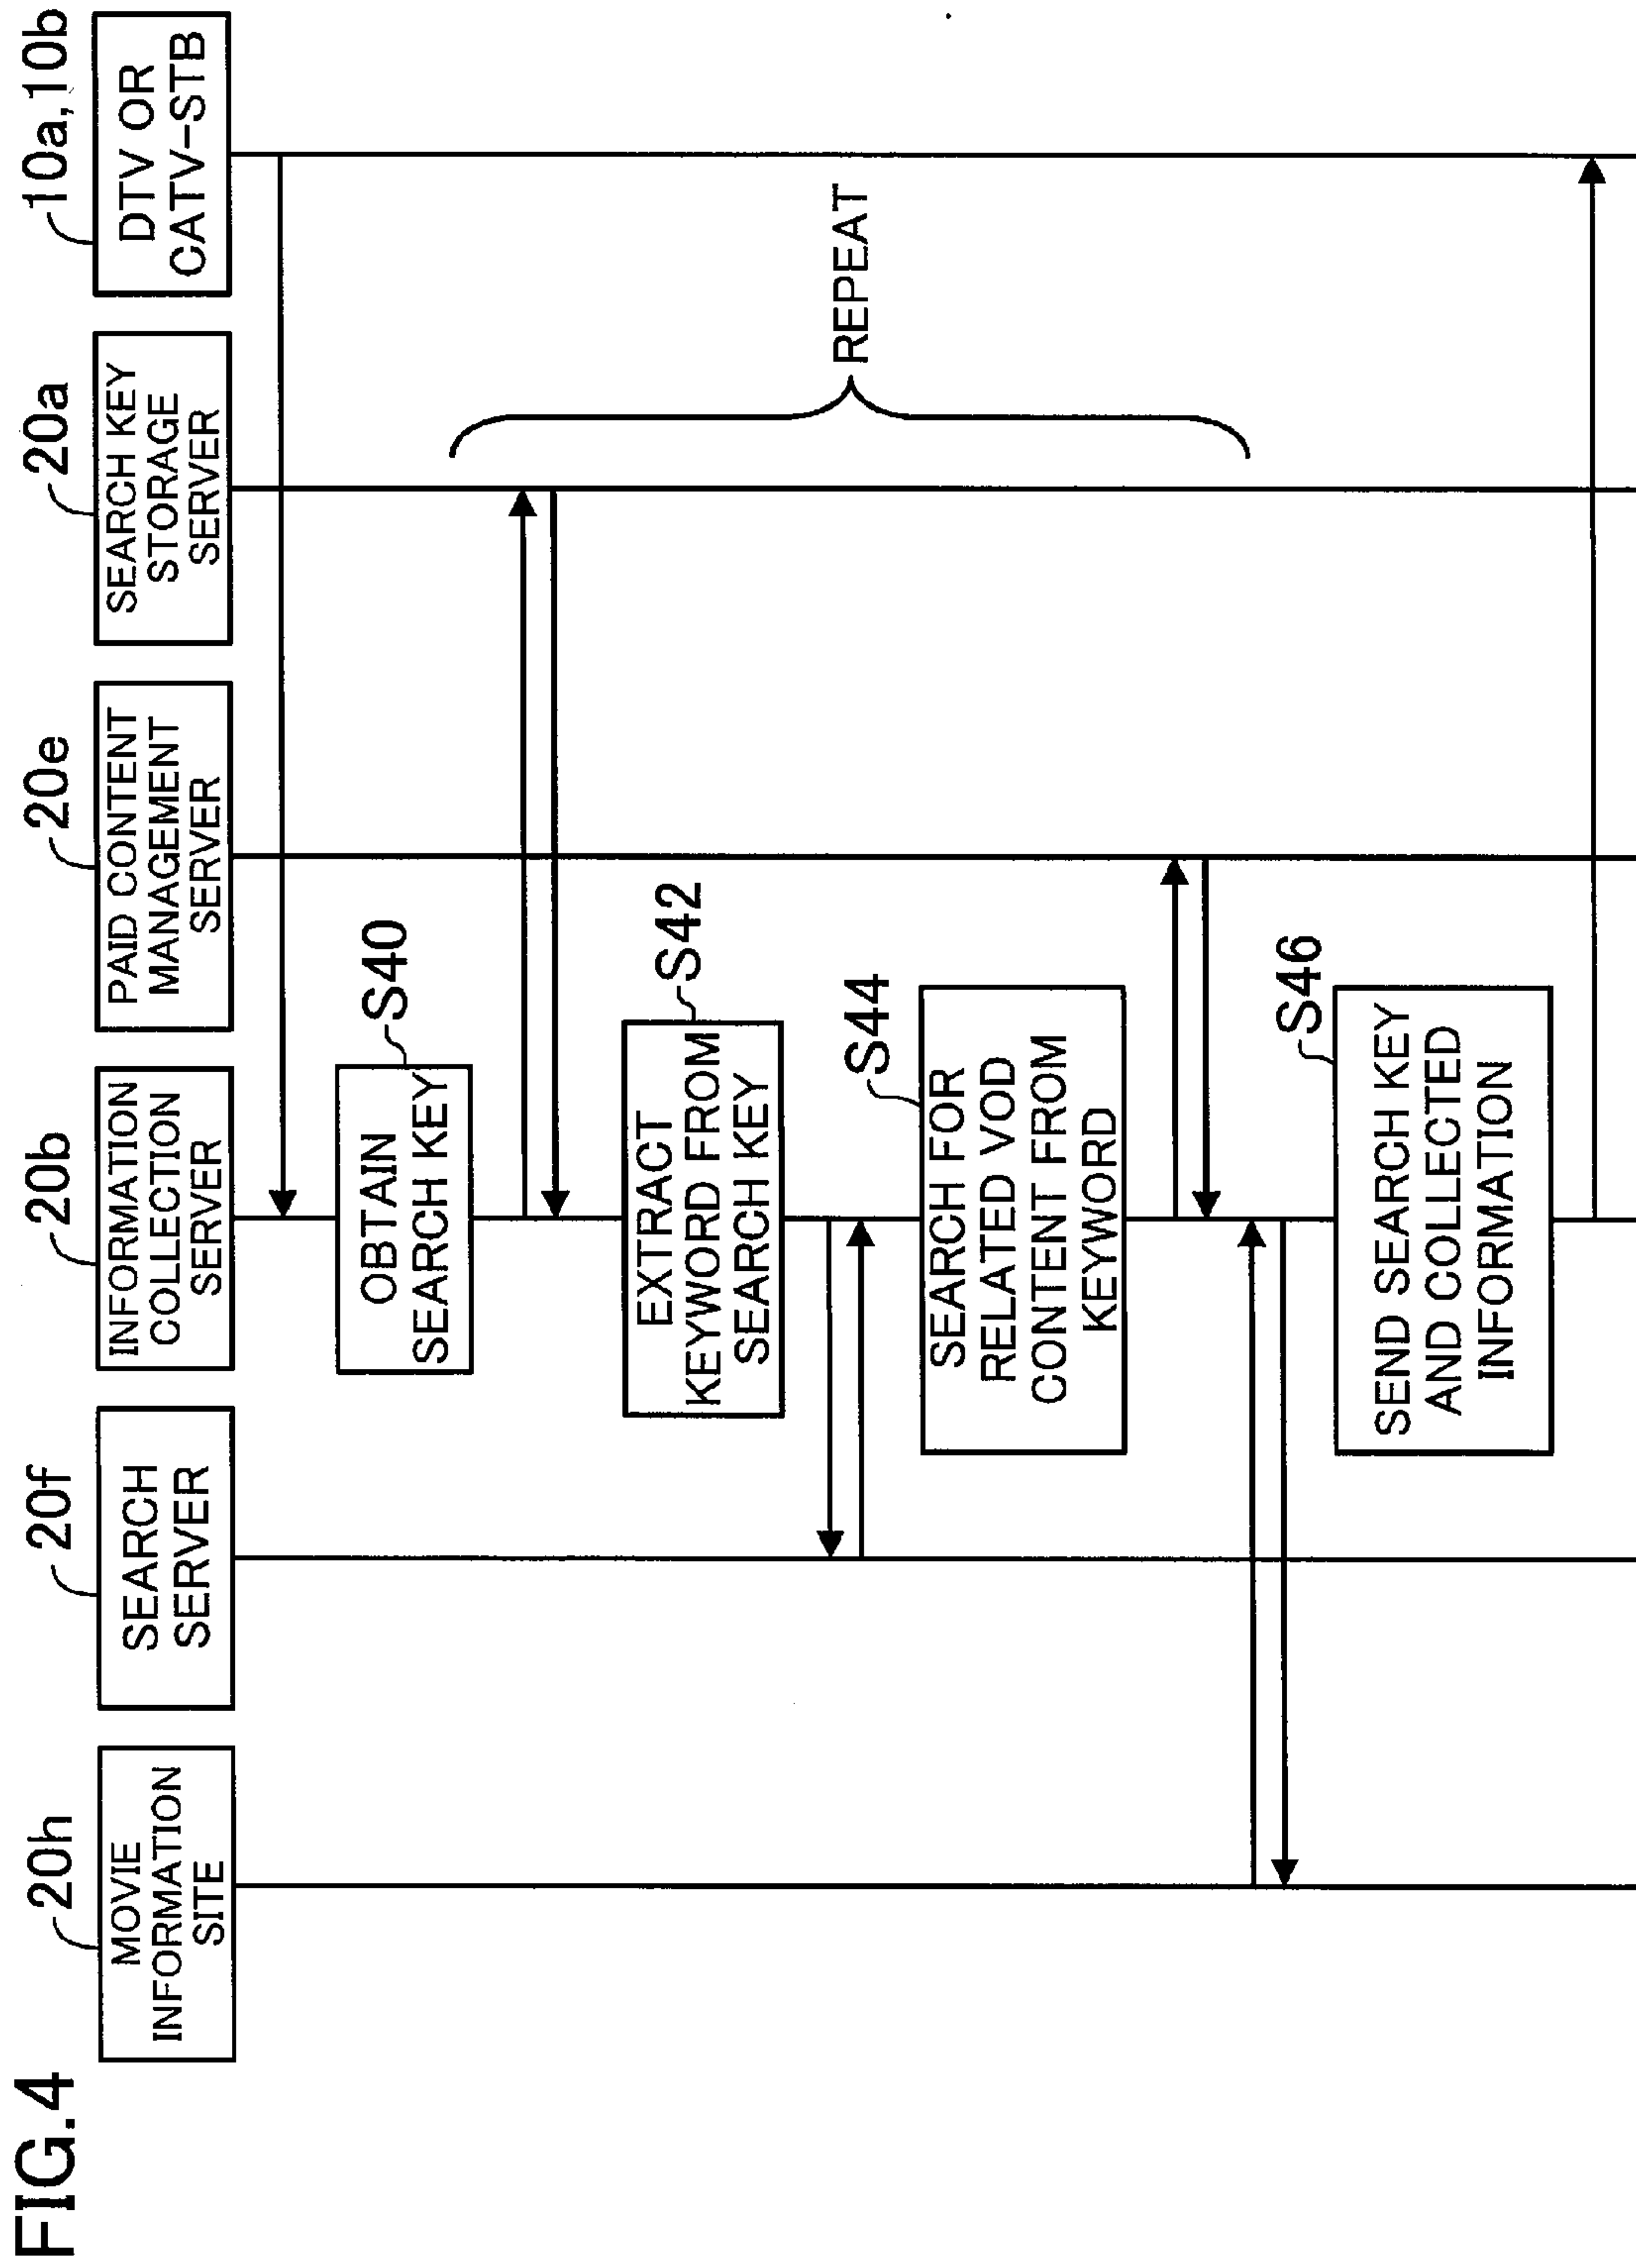 FIG.4
20h
MOVIE
INFORMATION
SITE
20f
SEARCH
SERVER
20b
INFORMATION
COLLECTION
SERVER
20e
PAID CONTENT
MANAGEMENT
SERVER
20a
SEARCH KEY
STORAGE
SERVER
10a,10b
DTV OR
CATV-STB
S40
OBTAIN
SEARCH KEY
S42
EXTRACT
KEYWORD FROM
SEARCH KEY
REPEAT
S44
SEARCH FOR
RELATED VOD
CONTENT FROM
KEYWORD
S46
SEND SEARCH KEY
AND COLLECTED
INFORMATION